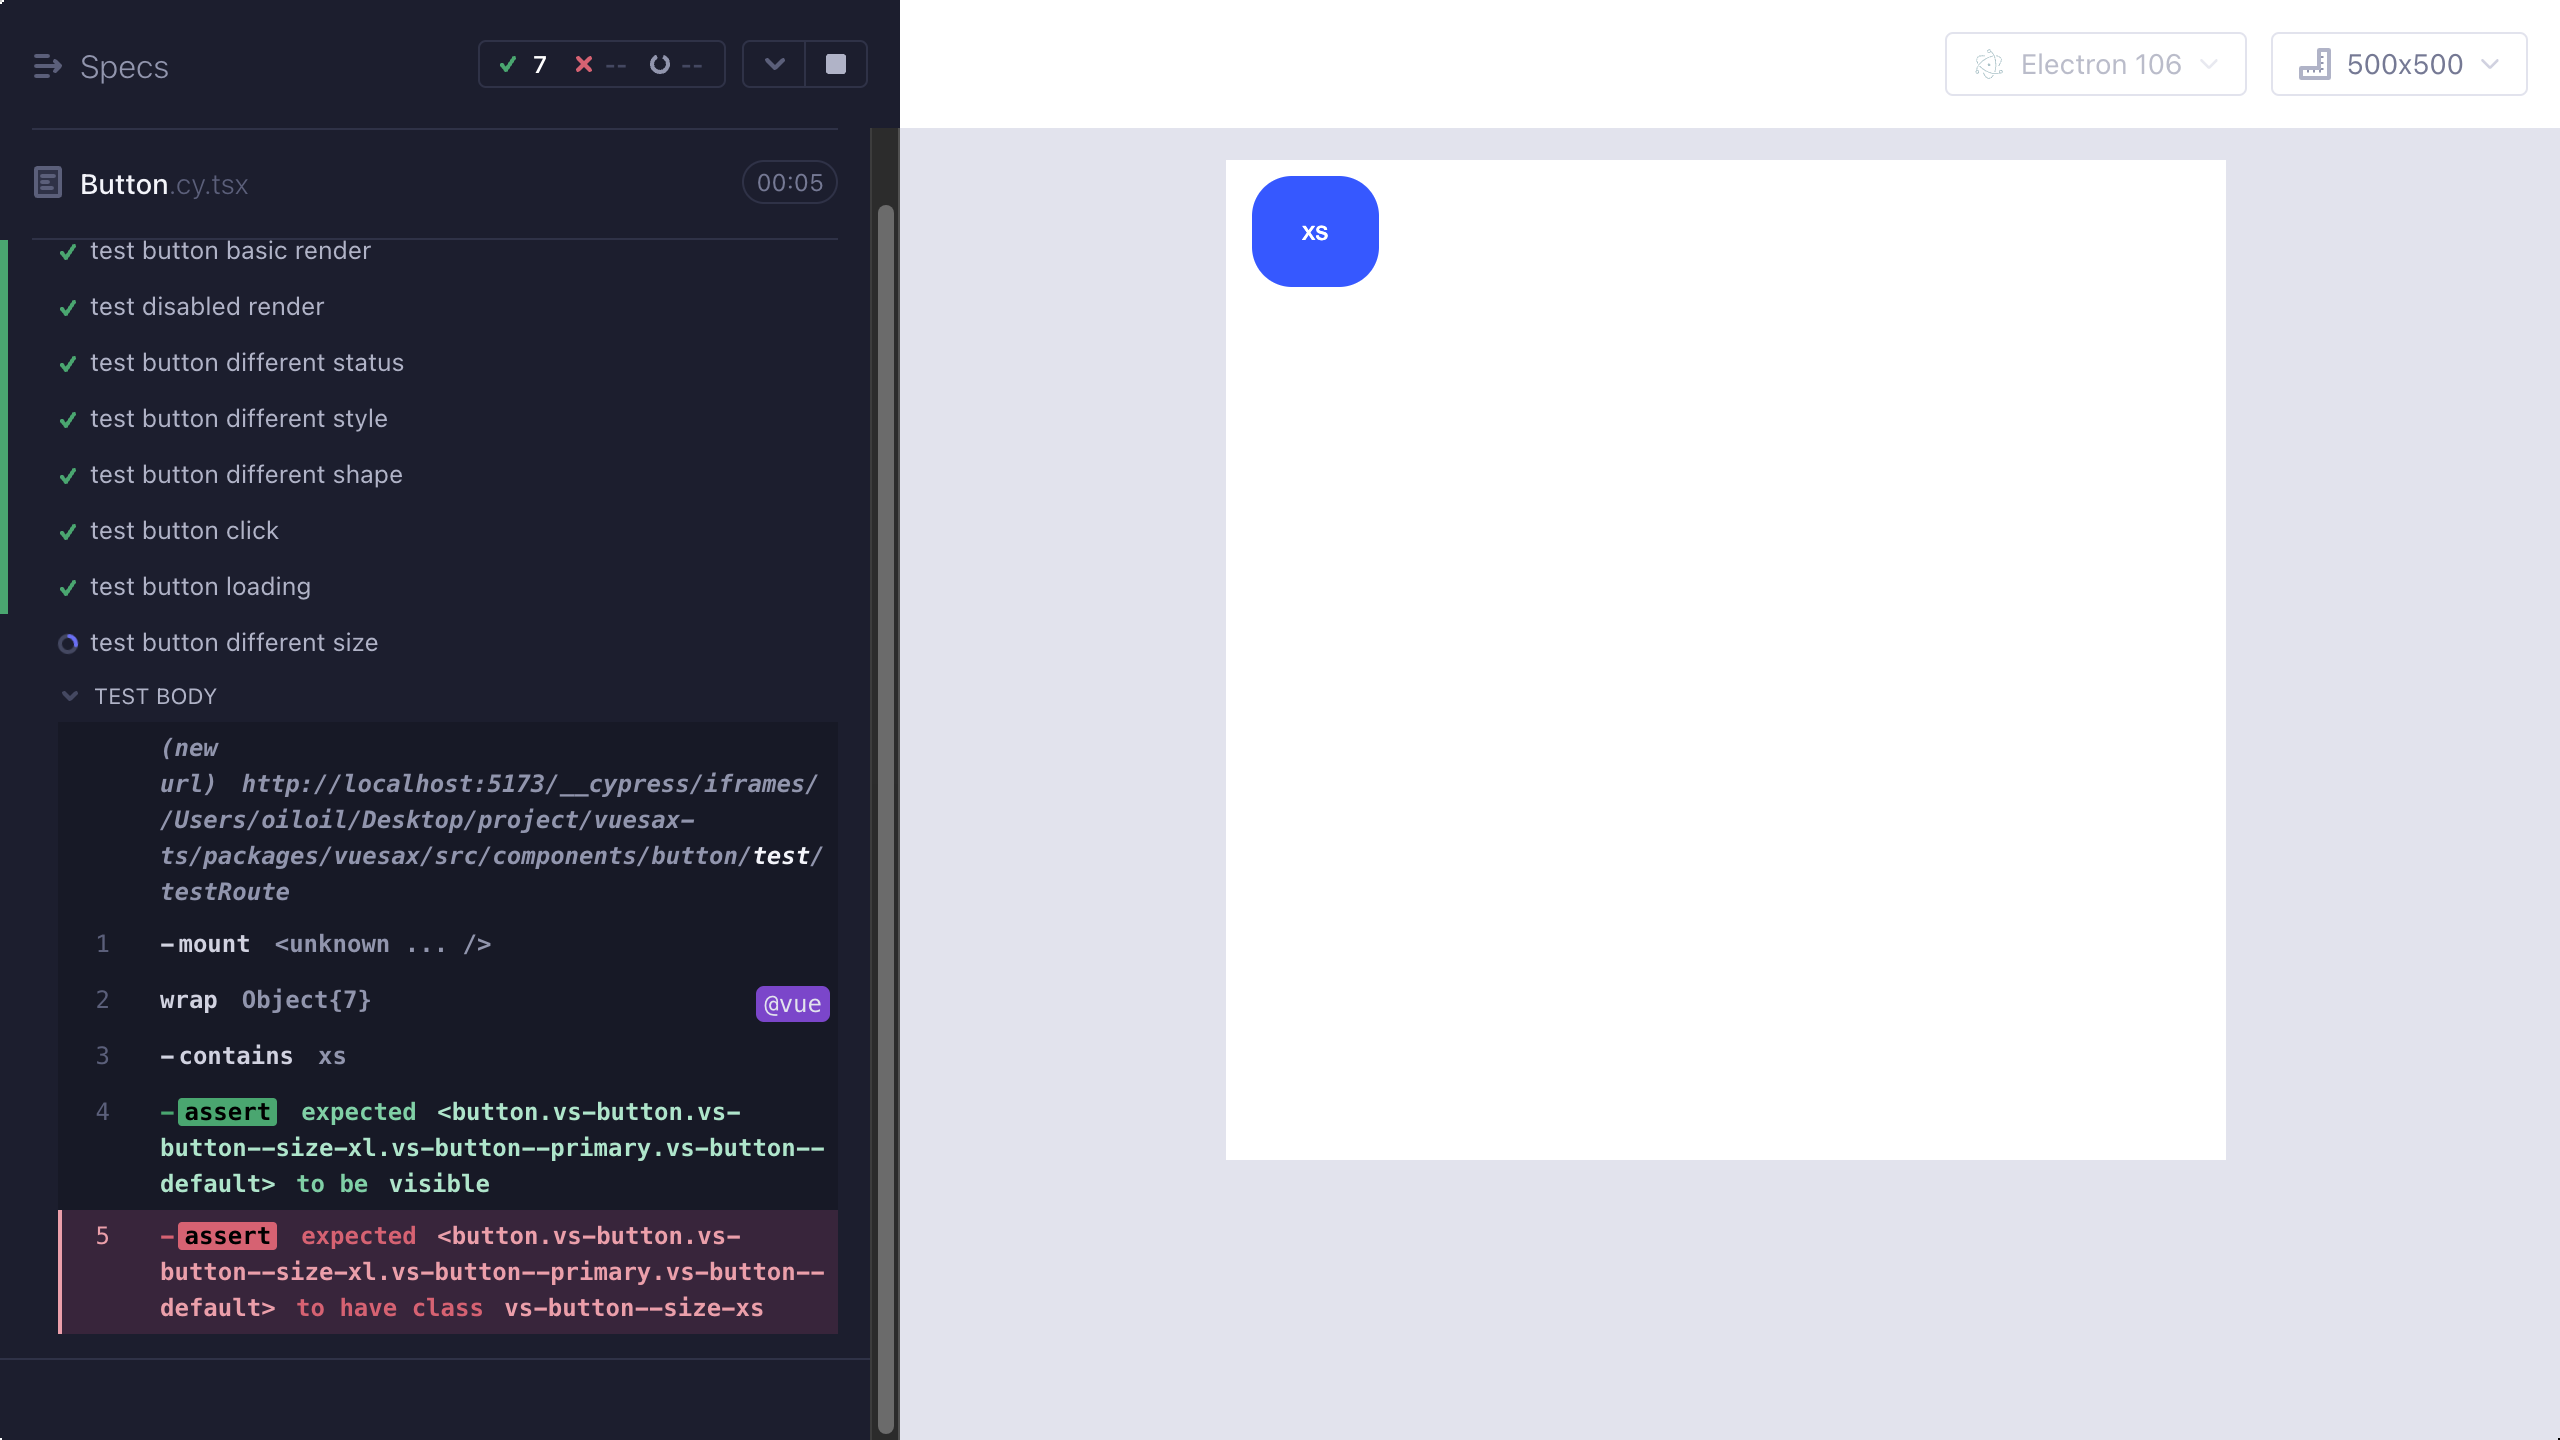 Specs
7 -- --
Electron 106
500x500
Button.cy.tsx
00:05
test button basic render
test disabled render
test button different status
test button different style
test button different shape
test button click
test button loading
test button different size
TEST BODY
(new
url) http://localhost:5173/__cypress/iframes/
/Users/oiloil/Desktop/project/vuesax-
ts/packages/vuesax/src/components/button/test/
testRoute
1 -mount <unknown ... />
2 wrap Object{7} @vue
3 -contains xs
4 -assert expected <button.vs-button.vs-
button--size-xl.vs-button--primary.vs-button--
default> to be visible
5 -assert expected <button.vs-button.vs-
button--size-xl.vs-button--primary.vs-button--
default> to have class vs-button--size-xs
xs